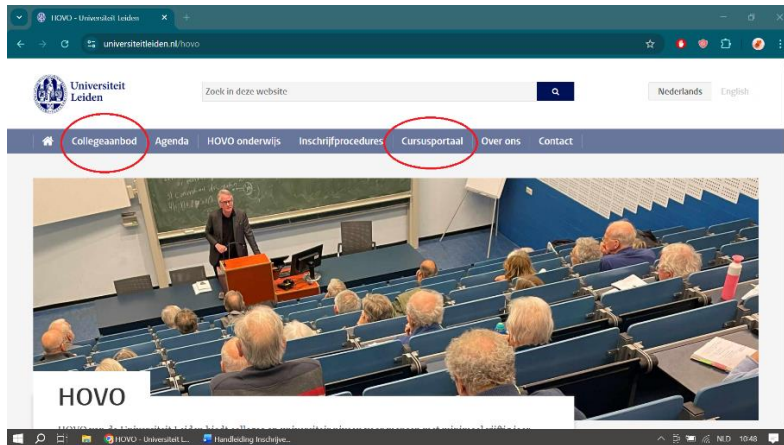 HOVO - Universiteit Leiden
universiteitleiden.nl/hovo
Universiteit
Leiden
Zoek in deze website
Nederlands English
Collegeaanbod Agenda HOVO onderwijs Inschrijfprocedures Cursusportaal Over ons Contact
HOVO
HOVO - Universiteit L... Handleiding Inschrijve...
NLD 10:48